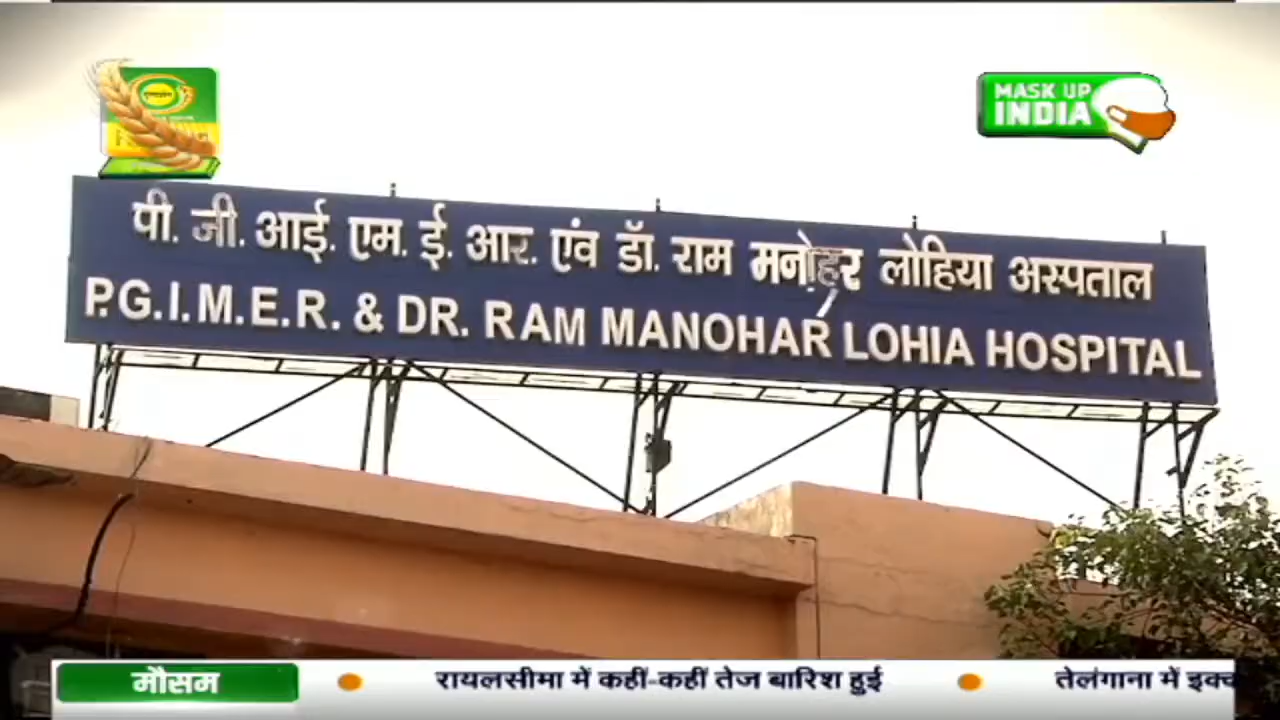 MASK UP
INDIA
पी. जी. आई. एम. ई. आर. एंव डॉ. राम मनोहर लोहिया अस्पताल
P.G.I.M.E.R. & DR. RAM MANOHAR LOHIA HOSPITAL
मौसम
रायलसीमा में कहीं-कहीं तेज बारिश हुई
तेलंगाना में